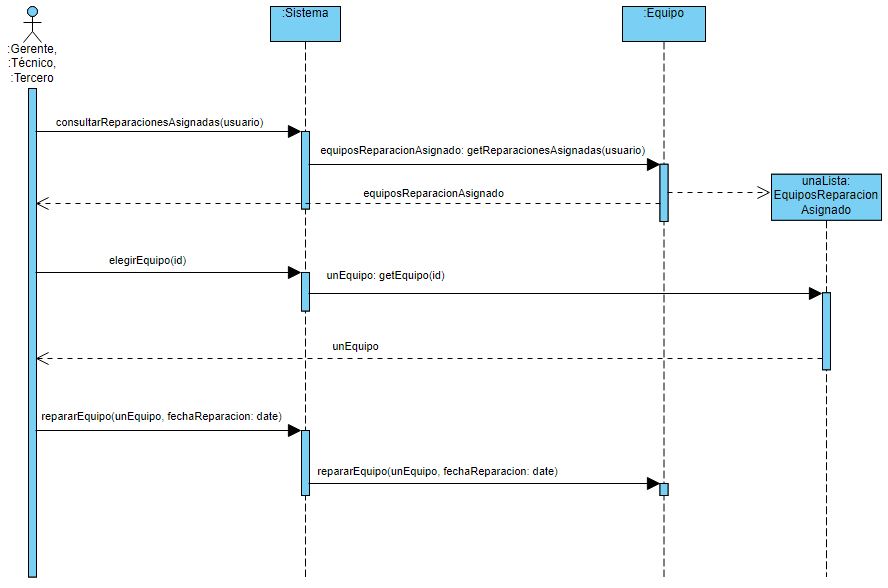 :Sistema
:Equipo
:Gerente,
:Técnico,
:Tercero
consultarReparacionesAsignadas(usuario)
equiposReparacionAsignado: getReparacionesAsignadas(usuario)
unaLista:
EquiposReparacion
Asignado
equiposReparacionAsignado
elegirEquipo(id)
unEquipo: getEquipo(id)
unEquipo
repararEquipo(unEquipo, fechaReparacion: date)
repararEquipo(unEquipo, fechaReparacion: date)